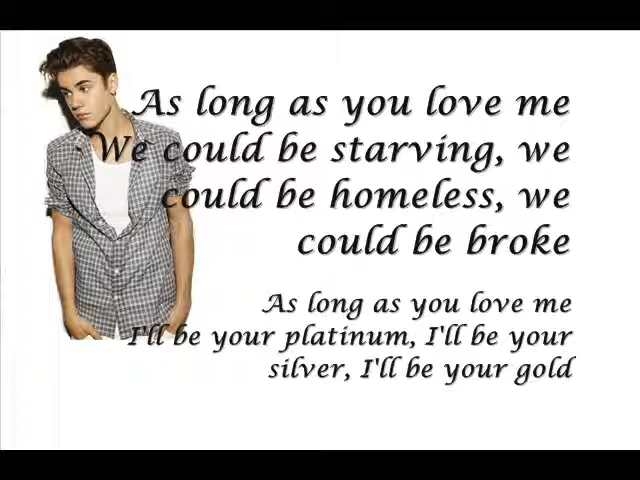 As long as you love me
We could be starving, we
could be homeless, we
could be broke
As long as you love me
I'll be your platinum, I'll be your
silver, I'll be your gold